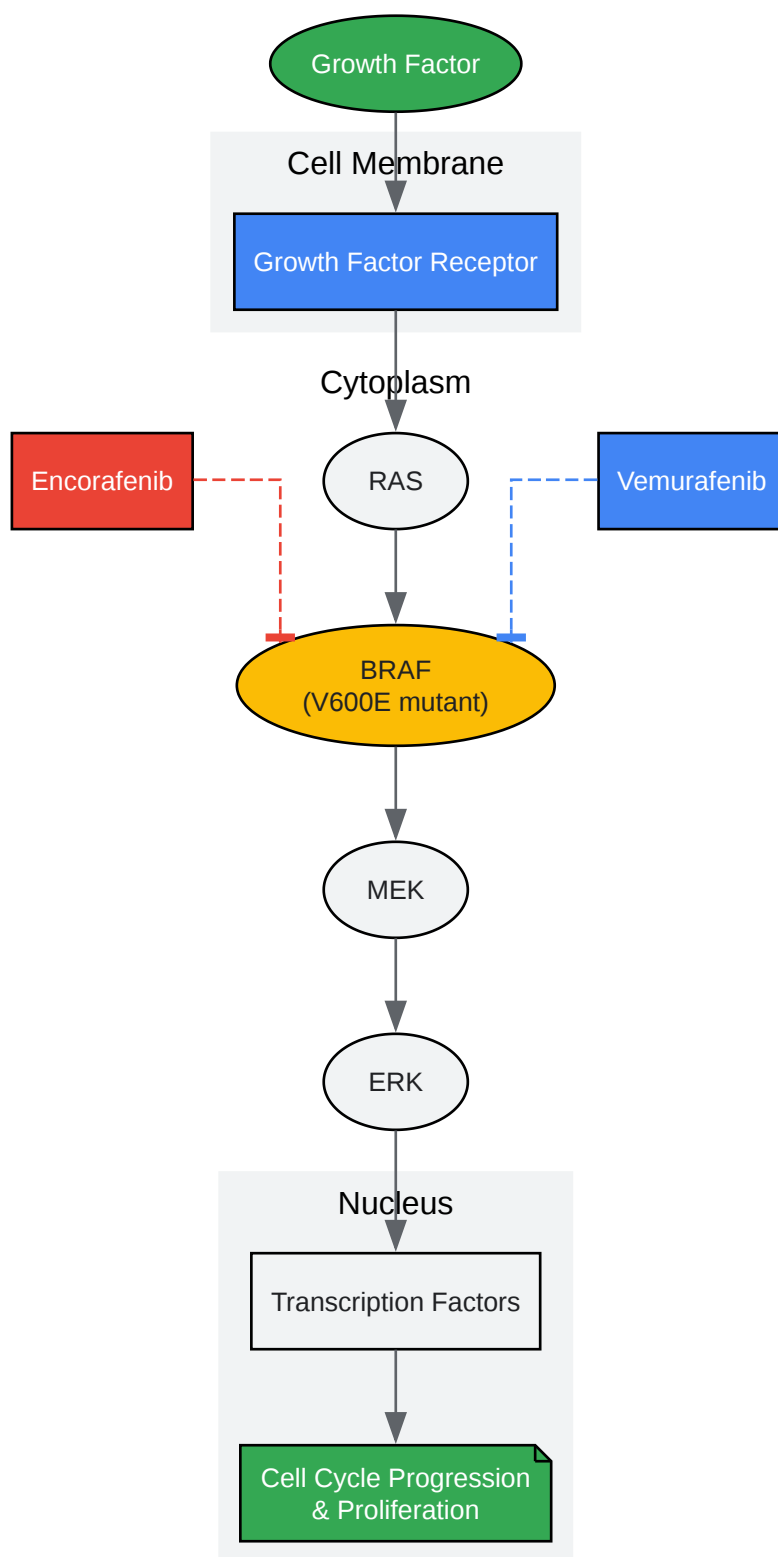 Growth Factor
Cell Membrane
Growth Factor Receptor
Cytoplasm
Encorafenib
RAS
Vemurafenib
BRAF
(V600E mutant)
MEK
ERK
Nucleus
Transcription Factors
Cell Cycle Progression
& Proliferation